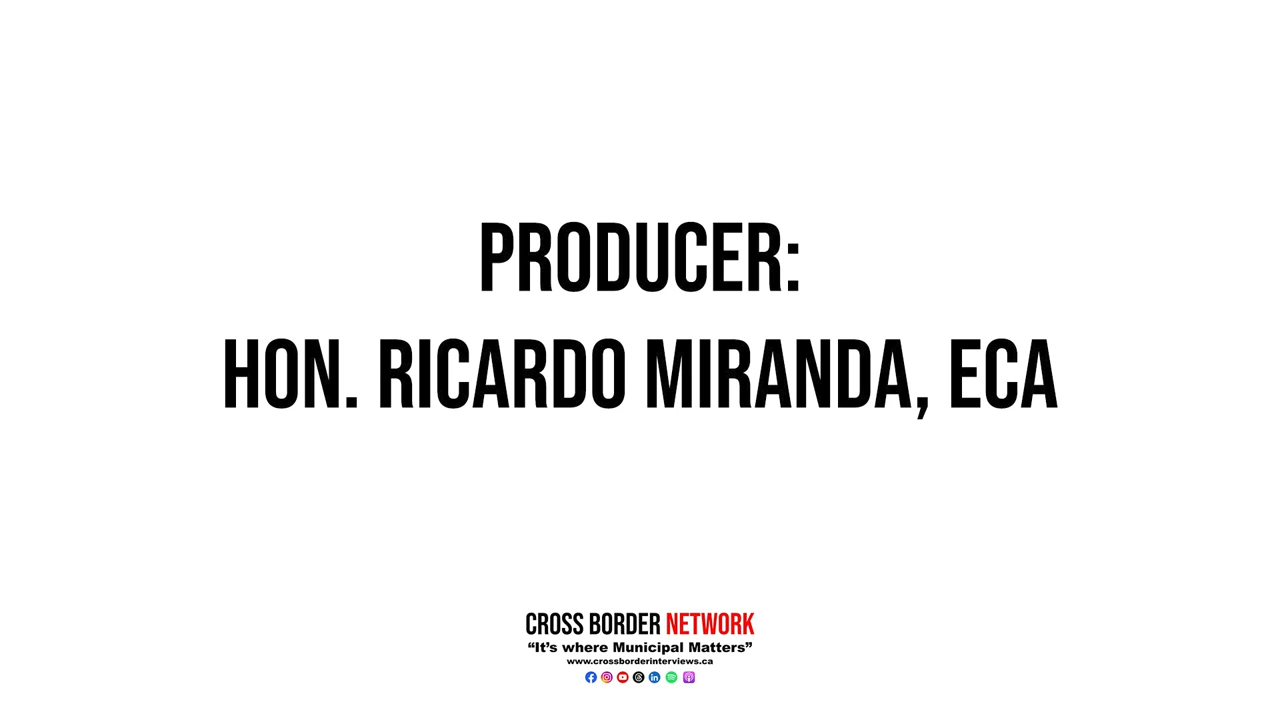 PRODUCER:
HON. RICARDO MIRANDA, ECA
CROSS BORDER NETWORK
“It’s where Municipal Matters”
www.crossborderinterviews.ca